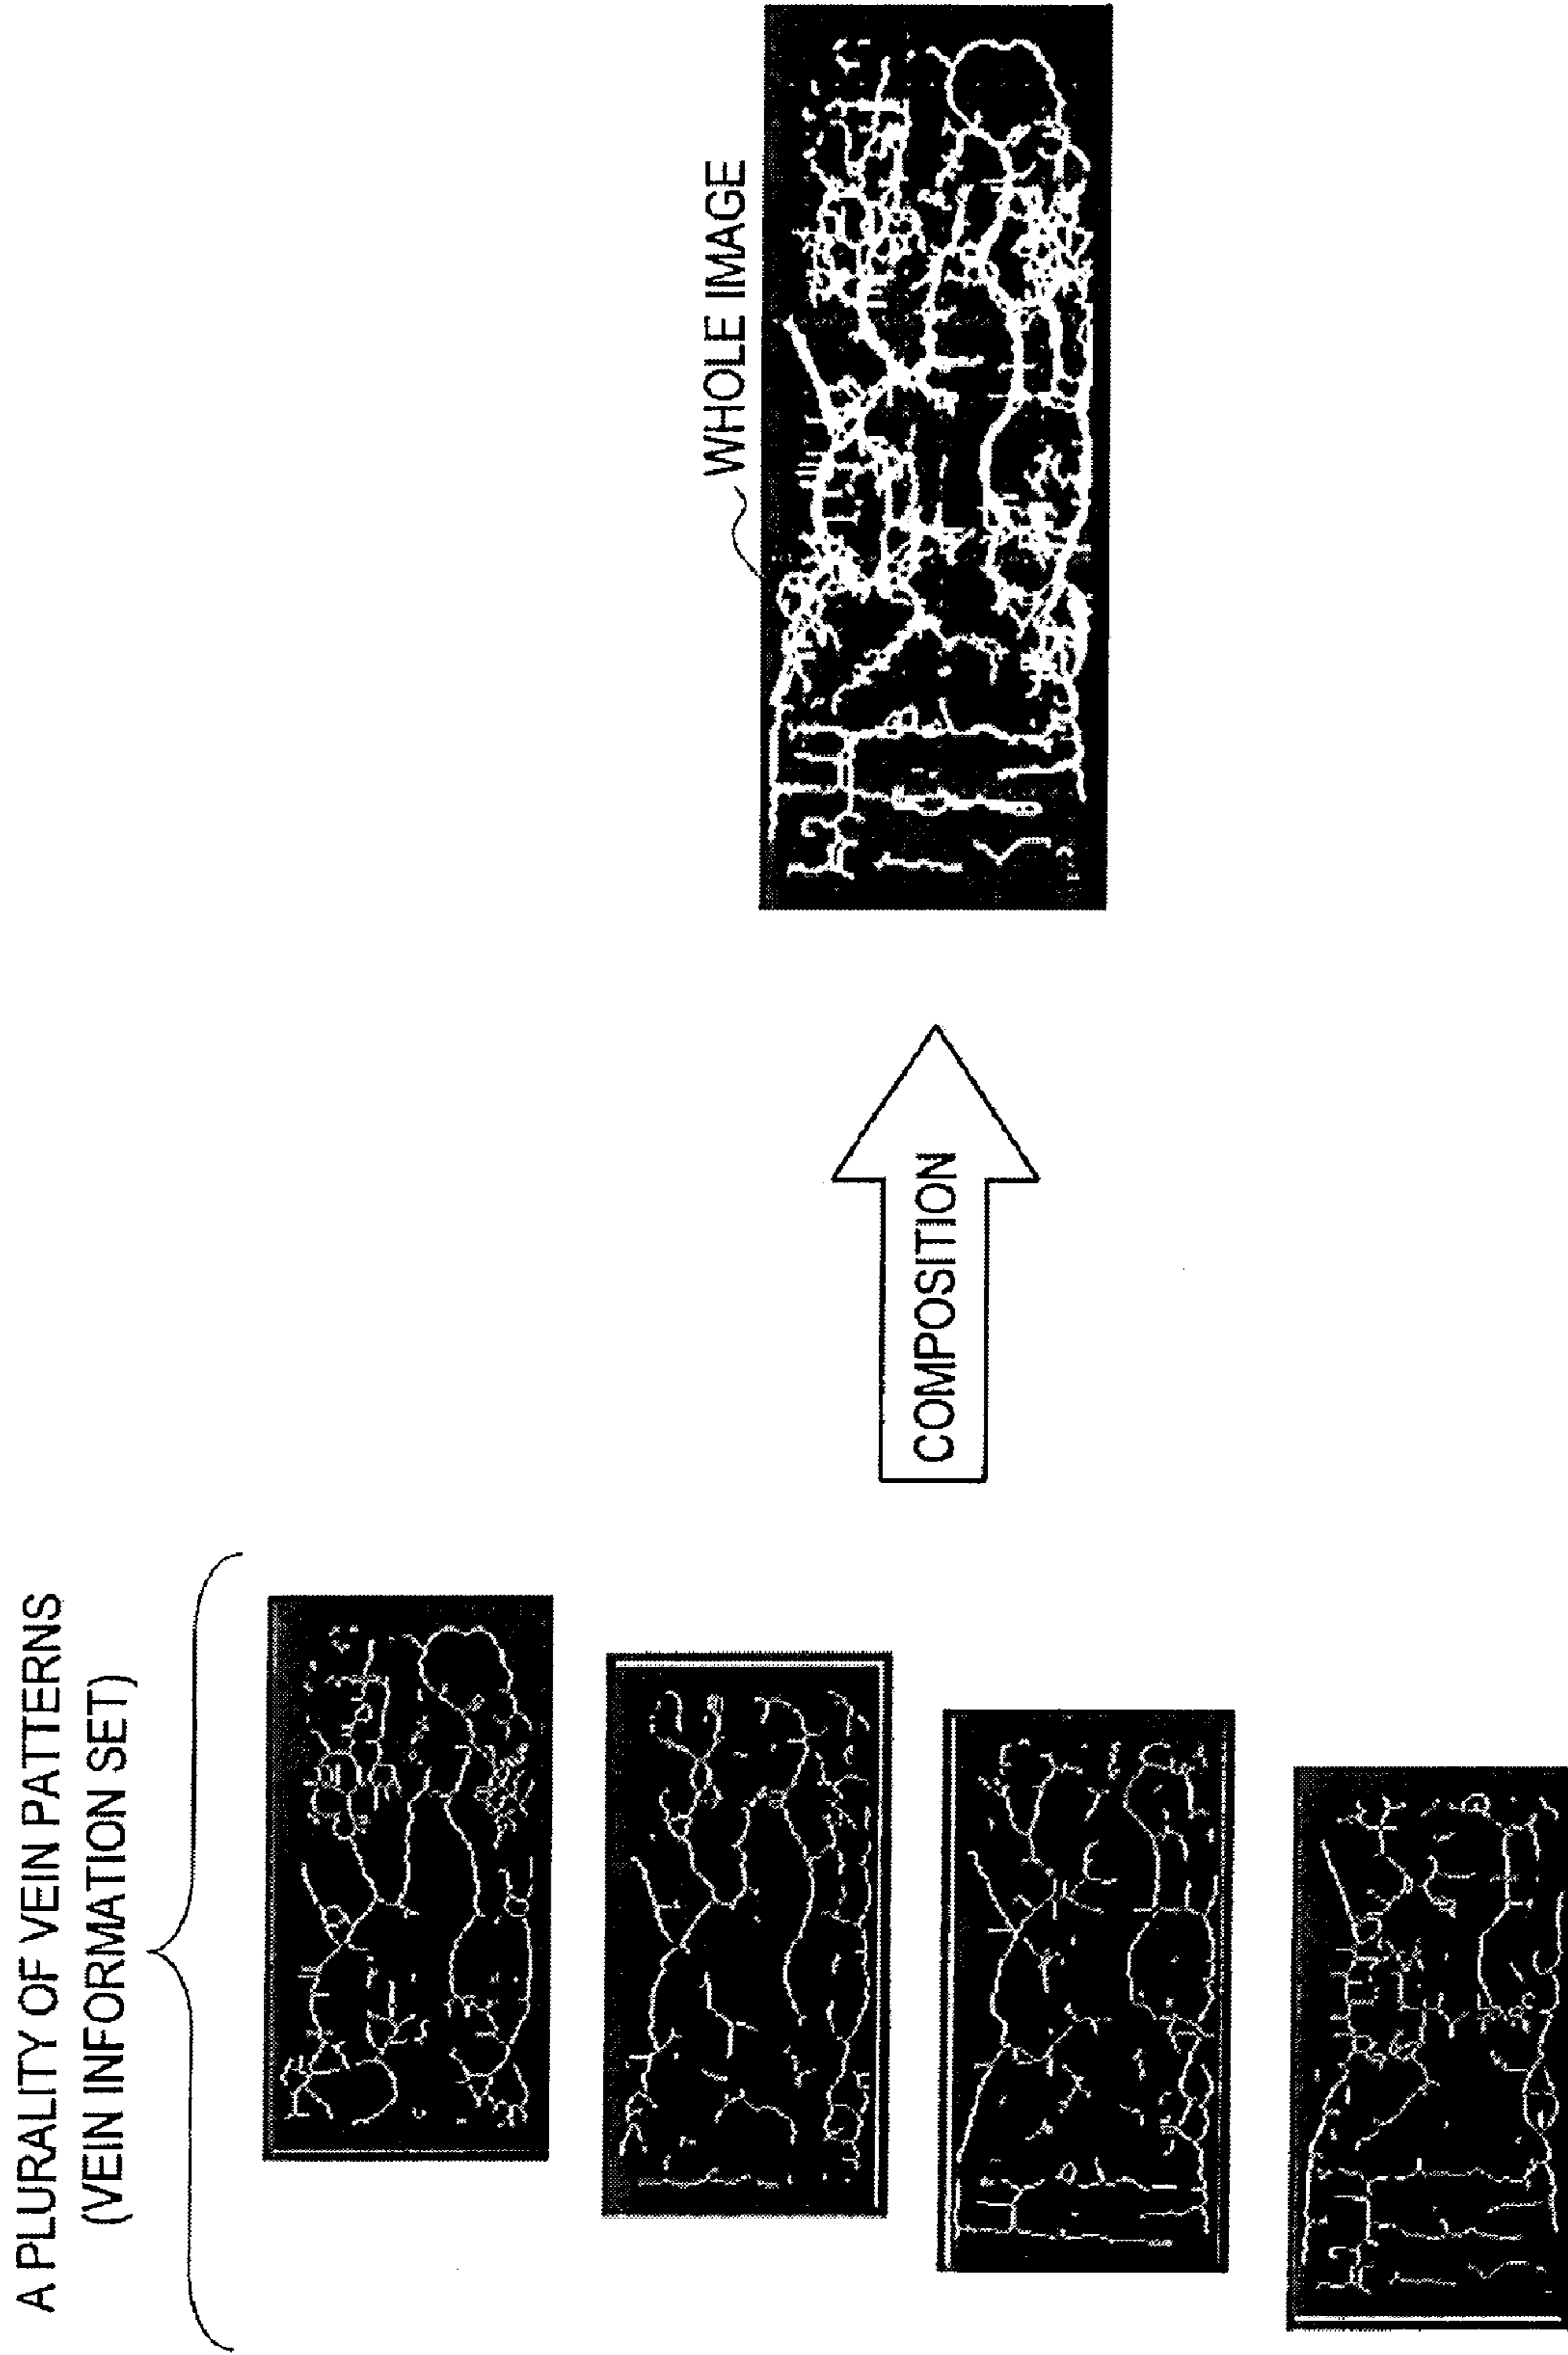 A PLURALITY OF VEIN PATTERNS
(VEIN INFORMATION SET)
COMPOSITION
WHOLE IMAGE